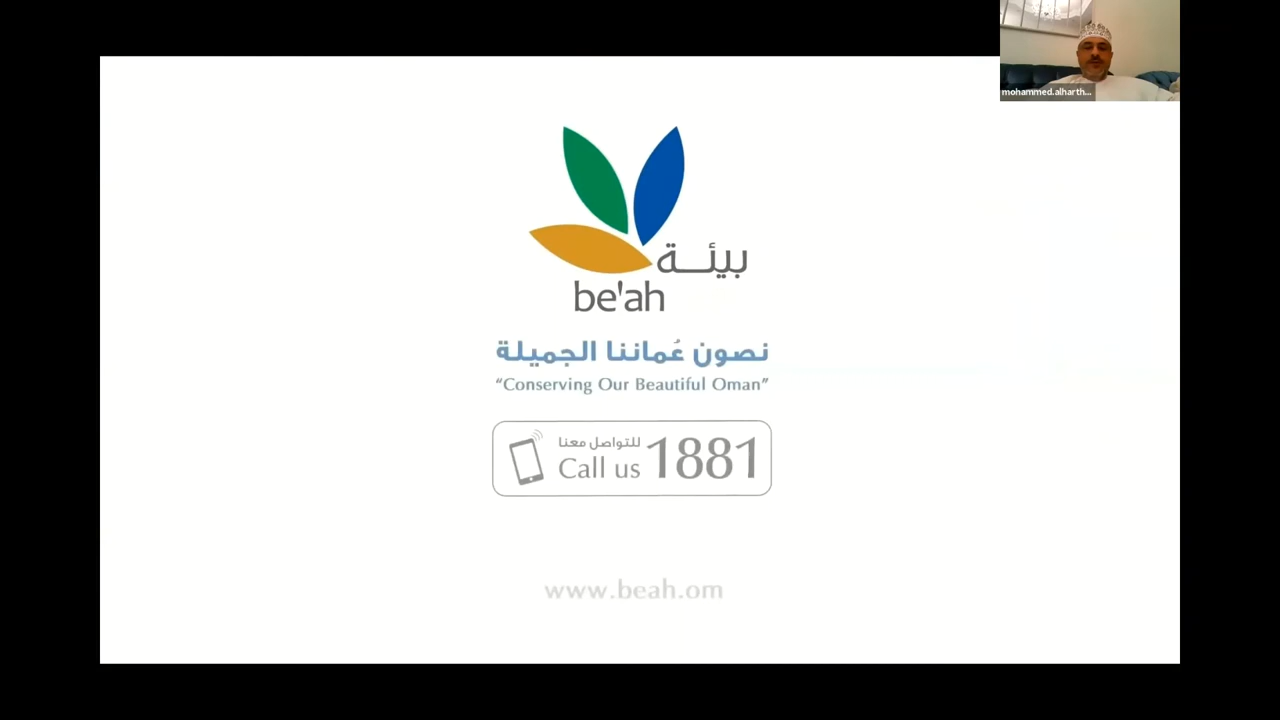 mohammed.alharth...
بيئـــة
be'ah
نصون عُماننا الجميلة
“Conserving Our Beautiful Oman”
للتواصل معنا
Call us
1881
www.beah.om